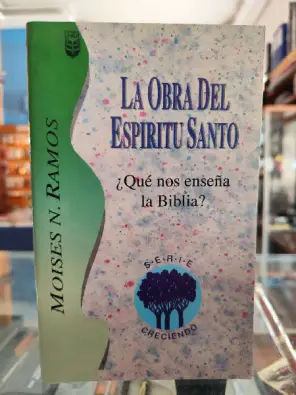 LA OBRA DEL
ESPIRITU SANTO
¿Qué nos enseña
la Biblia?
MOISES N. RAMOS
S·E·R·I·E
CRECIENDO